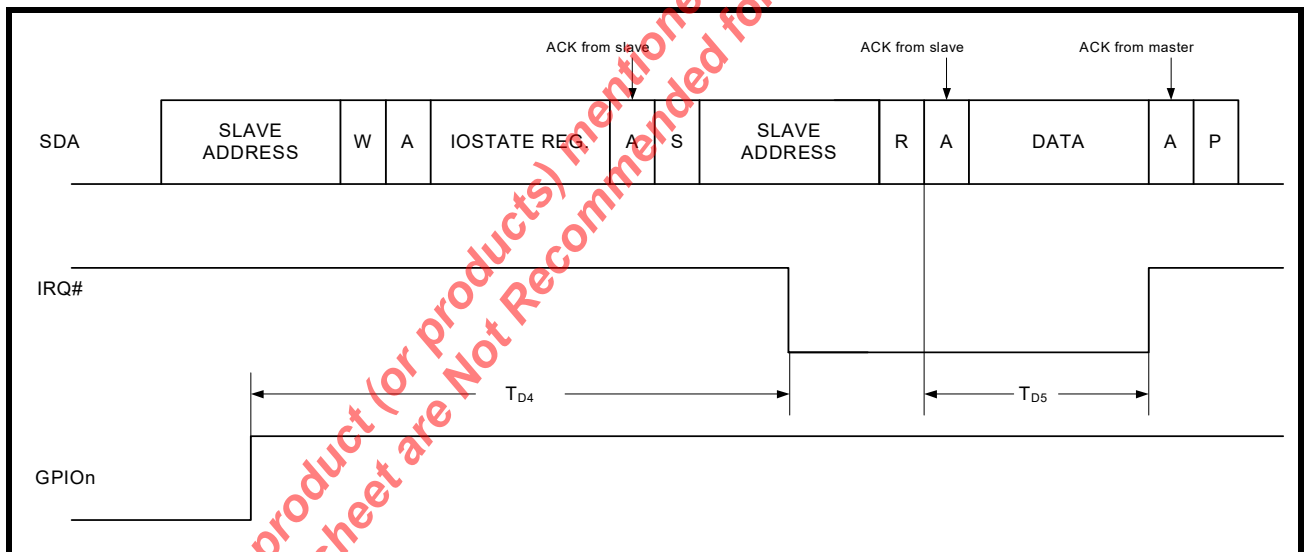 ACK from slave
ACK from slave
ACK from master
SDA
SLAVE
ADDRESS
W
A
IOSTATE REG.
A
S
SLAVE
ADDRESS
R
A
DATA
A
P
IRQ#
TD4
TD5
GPIOn
product (or products) mentione
sheet are Not Recommended for